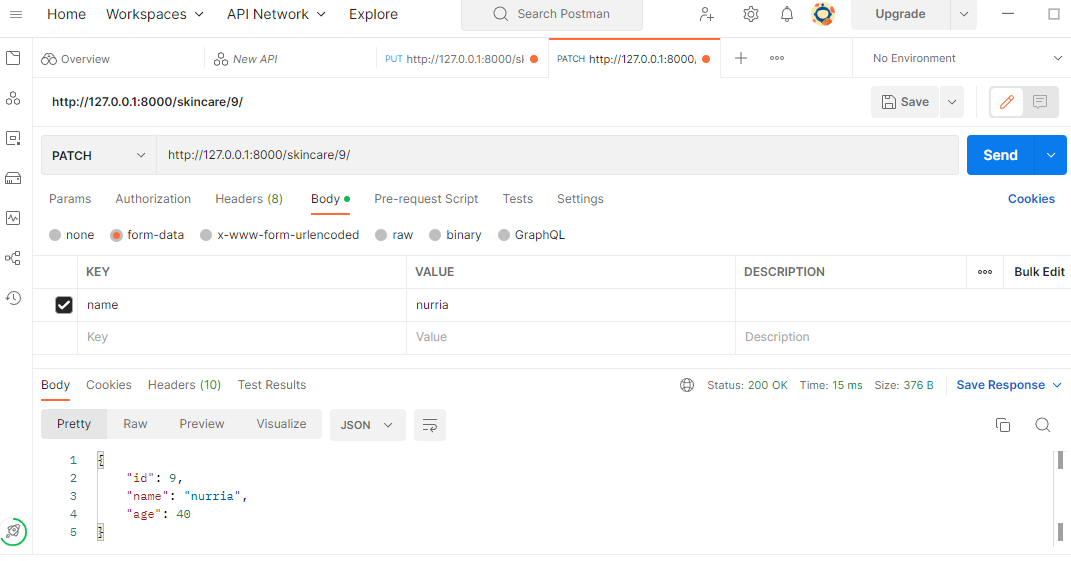 Home Workspaces API Network Explore Search Postman Upgrade
Overview New API PUT http://127.0.0.1:8000/sk PATCH http://127.0.0.1:8000/ No Environment
http://127.0.0.1:8000/skincare/9/ Save
PATCH http://127.0.0.1:8000/skincare/9/ Send
Params Authorization Headers (8) Body Pre-request Script Tests Settings Cookies
none form-data x-www-form-urlencoded raw binary GraphQL
KEY VALUE DESCRIPTION Bulk Edit
name nurria
Key Value Description
Body Cookies Headers (10) Test Results Status: 200 OK Time: 15 ms Size: 376 B Save Response
Pretty Raw Preview Visualize JSON
1 {
2 "id": 9,
3 "name": "nurria",
4 "age": 40
5 }